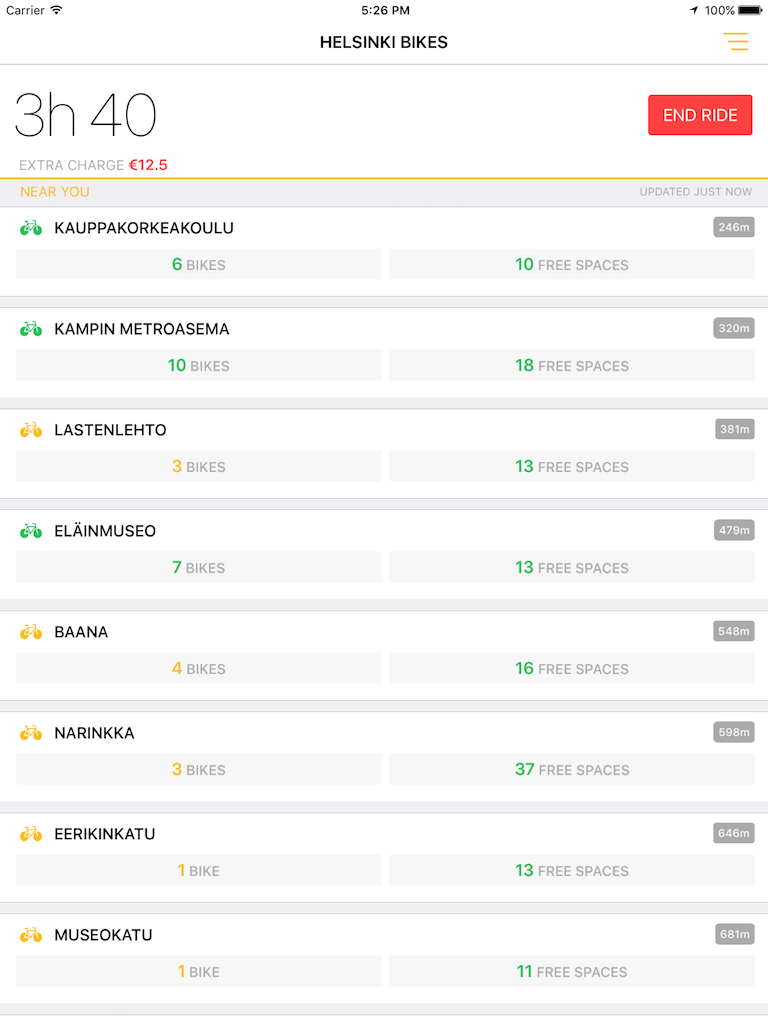 Carrier 5:26 PM 100%
HELSINKI BIKES
3h 40
END RIDE
EXTRA CHARGE €12.5
NEAR YOU UPDATED JUST NOW
KAUPPAKORKEAKOULU 246m
6 BIKES 10 FREE SPACES
KAMPIN METROASEMA 320m
10 BIKES 18 FREE SPACES
LASTENLEHTO 381m
3 BIKES 13 FREE SPACES
ELÄINMUSEO 479m
7 BIKES 13 FREE SPACES
BAANA 548m
4 BIKES 16 FREE SPACES
NARINKKA 598m
3 BIKES 37 FREE SPACES
EERIKINKATU 646m
1 BIKE 13 FREE SPACES
MUSEOKATU 681m
1 BIKE 11 FREE SPACES